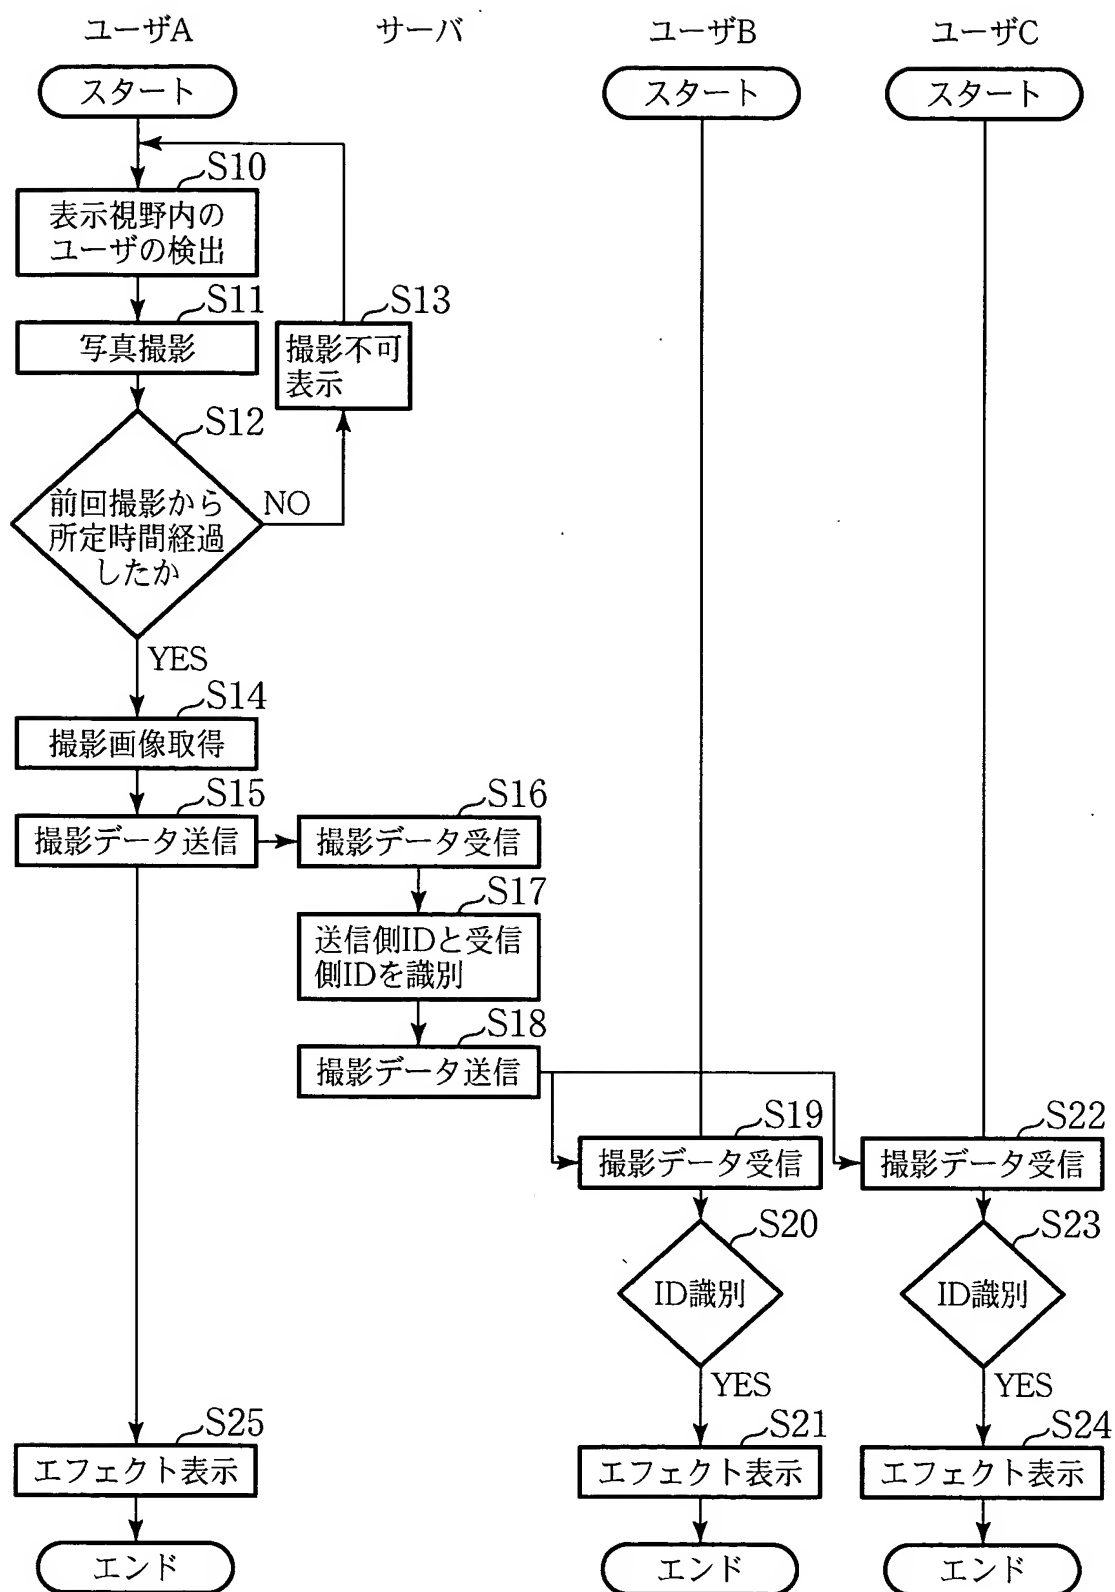 ユーザA
サーバ
ユーザB
ユーザC
スタート
スタート
スタート
S10
表示視野内の
ユーザの検出
S11
写真撮影
S13
撮影不可
表示
S12
前回撮影から
所定時間経過
したか
NO
YES
S14
撮影画像取得
S15
撮影データ送信
S16
撮影データ受信
S17
送信側IDと受信
側IDを識別
S18
撮影データ送信
S19
撮影データ受信
S22
撮影データ受信
S20
ID識別
S23
ID識別
YES
YES
S25
エフェクト表示
S21
エフェクト表示
S24
エフェクト表示
エンド
エンド
エンド